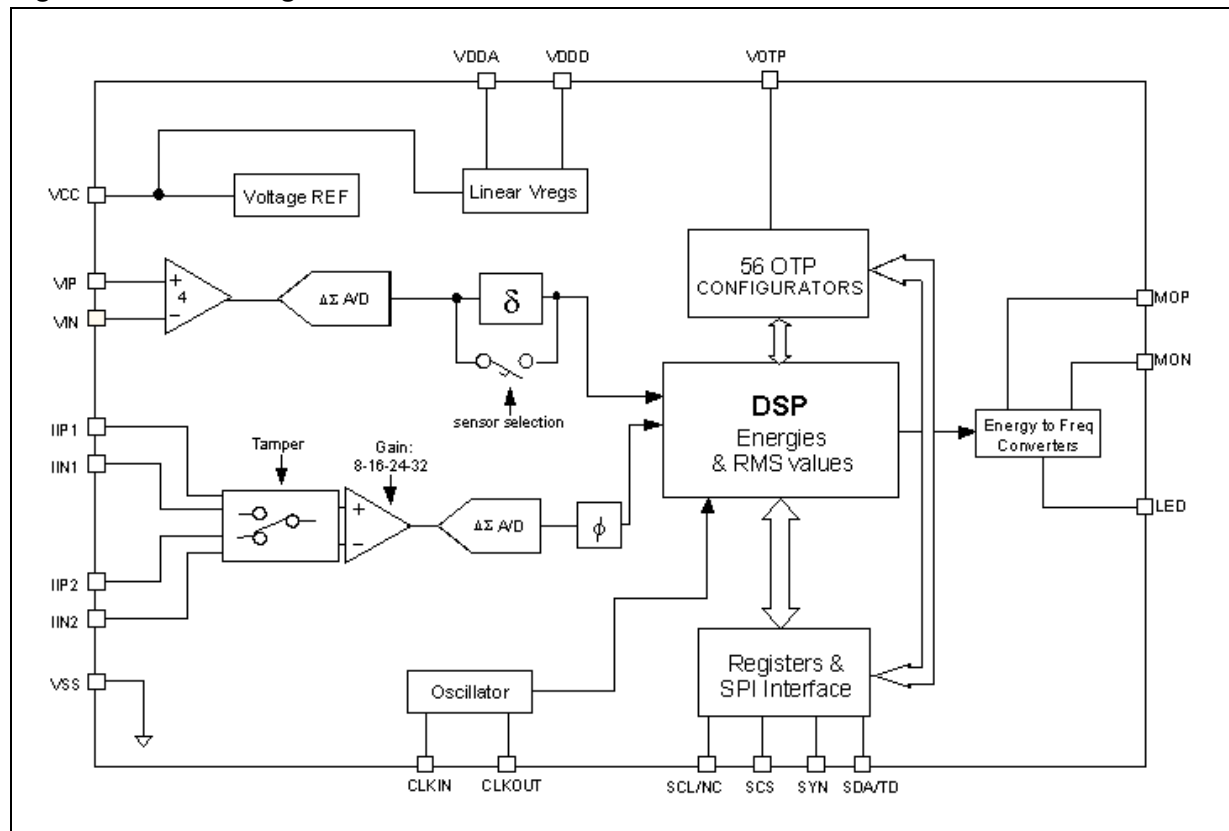 VDDA VDDD VOTP
VCC
Voltage REF
Linear Vregs
VIP
VIN
+
4
−
ΔΣ A/D
δ
sensor selection
56 OTP
CONFIGURATORS
MOP
MON
DSP
Energies
& RMS values
Energy to Freq
Converters
LED
IIP1
IIN1
Tamper
Gain:
8-16-24-32
+
−
ΔΣ A/D
ϕ
IIP2
IIN2
VSS
Oscillator
Registers &
SPI Interface
CLKIN CLKOUT SCL/NC SCS SYN SDA/TD